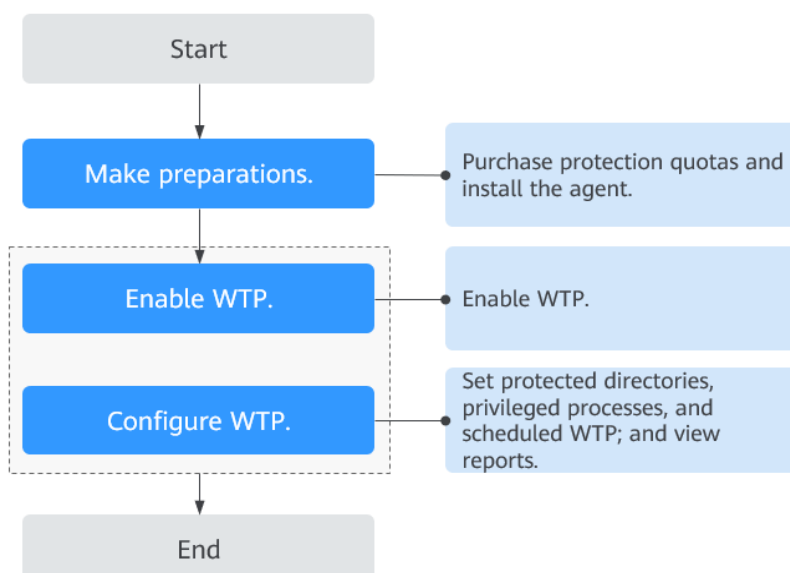 Start
Make preparations.
Purchase protection quotas and
install the agent.
Enable WTP.
Enable WTP.
Configure WTP.
Set protected directories,
privileged processes, and
scheduled WTP; and view
reports.
End